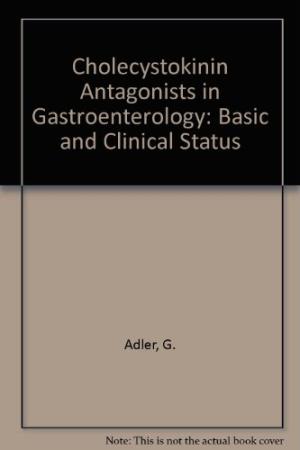 Cholecystokinin
Antagonists in
Gastroenterology: Basic
and Clinical Status
Adler, G.
Note: This is not the actual book cover